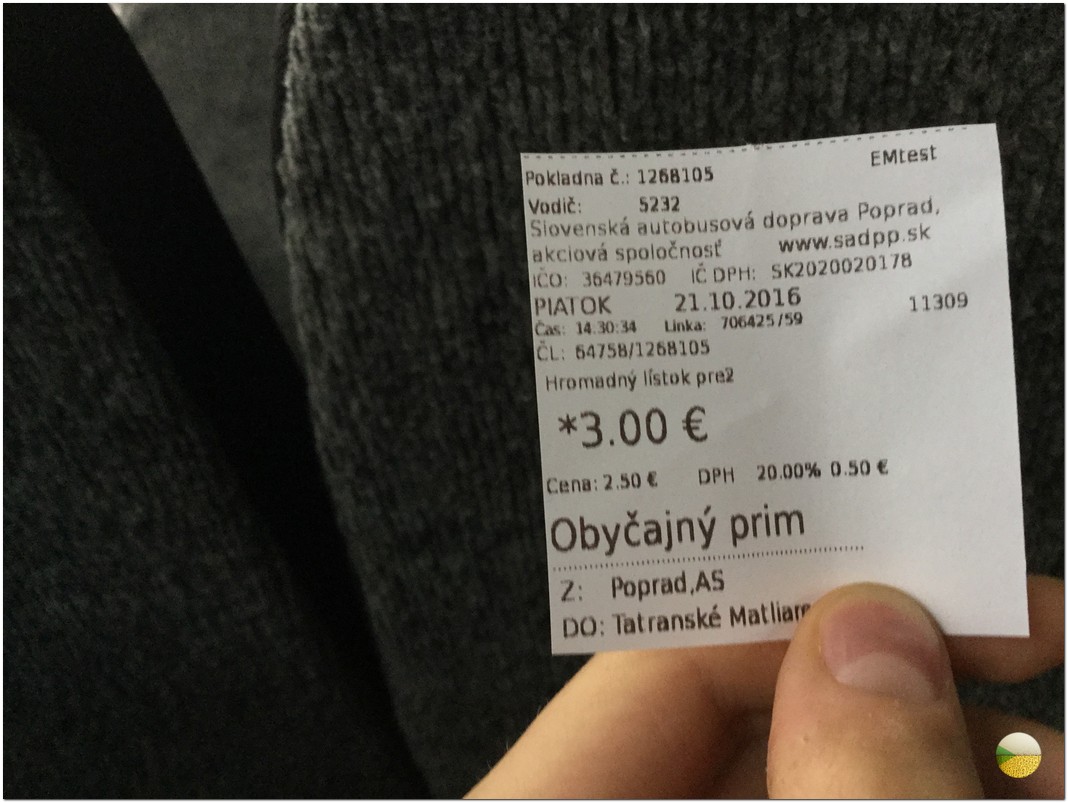 EMtest
Pokladna č.: 1268105
Vodič: 5232
Slovenská autobusová doprava Poprad,
akciová spoločnosť www.sadpp.sk
IČO: 36479560 IČ DPH: SK2020020178
PIATOK 21.10.2016 11309
Čas: 14:30:34 Linka: 706425/59
ČL: 64758/1268105
Hromadný lístok pre2
*3.00 €
Cena: 2.50 € DPH 20.00% 0.50 €
Obyčajný prim
Z: Poprad,AS
DO: Tatranské Matliare